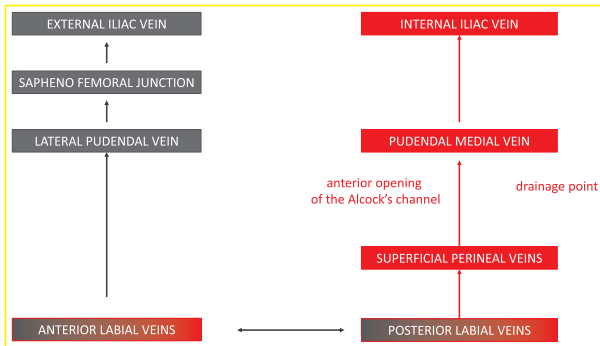 EXTERNAL ILIAC VEIN
SAPHENO FEMORAL JUNCTION
LATERAL PUDENDAL VEIN
ANTERIOR LABIAL VEINS
INTERNAL ILIAC VEIN
PUDENDAL MEDIAL VEIN
anterior opening
of the Alcock's channel
drainage point
SUPERFICIAL PERINEAL VEINS
POSTERIOR LABIAL VEINS